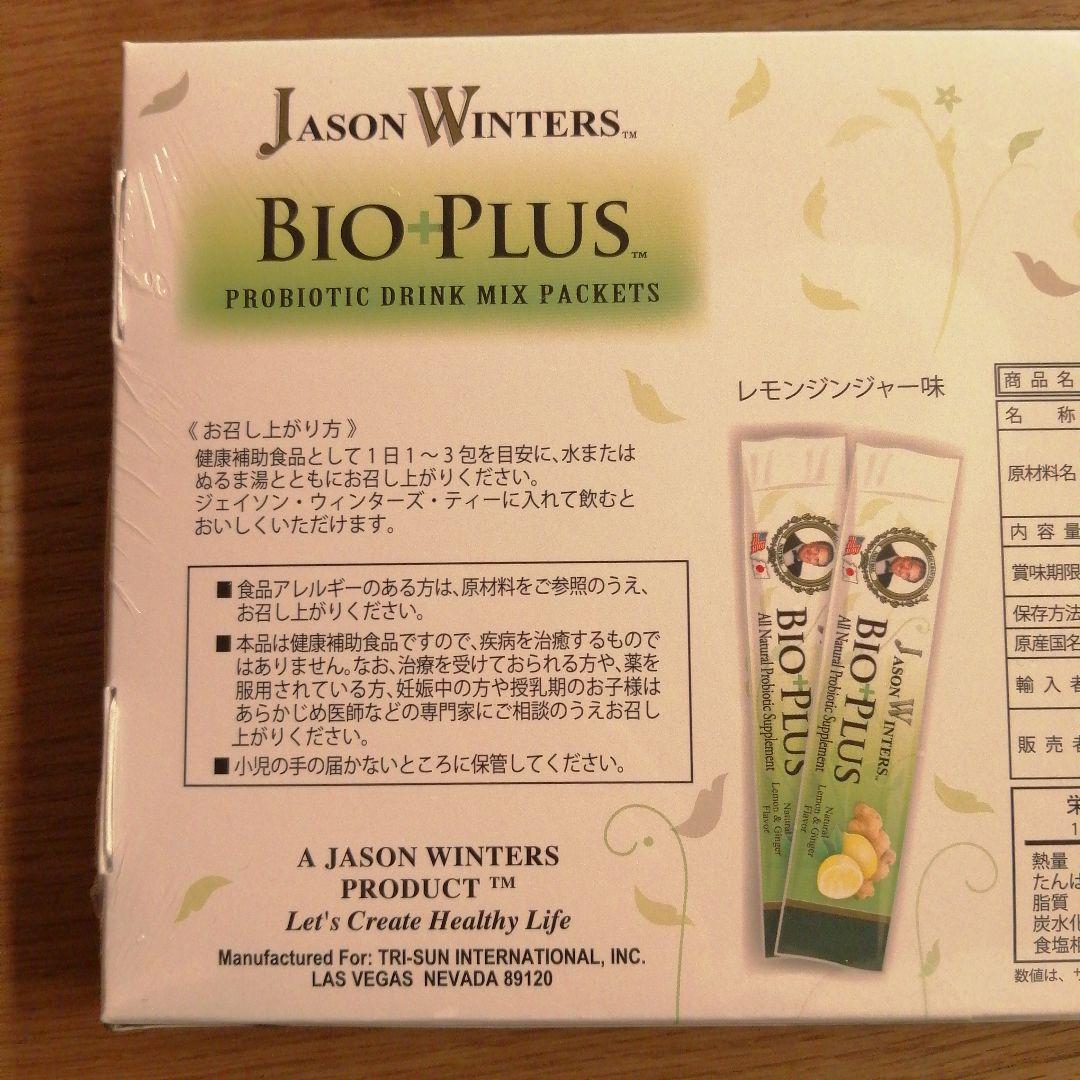 JASON WINTERS™
BIO+PLUS™
PROBIOTIC DRINK MIX PACKETS
《お召し上がり方》
健康補助食品として1日1～3包を目安に、水または
ぬるま湯とともにお召し上がりください。
ジェイソン・ウィンターズ・ティーに入れて飲むと
おいしくいただけます。
■食品アレルギーのある方は、原材料をご参照のうえ、
お召し上がりください。
■本品は健康補助食品ですので、疾病を治癒するもので
はありません。なお、治療を受けておられる方や、薬を
服用されている方、妊娠中の方や授乳期のお子様は
あらかじめ医師などの専門家にご相談のうえお召し
上がりください。
■小児の手の届かないところに保管してください。
A JASON WINTERS
PRODUCT ™
Let's Create Healthy Life
Manufactured For: TRI-SUN INTERNATIONAL, INC.
LAS VEGAS NEVADA 89120
レモンジンジャー味
BIO+PLUS
All Natural Probiotic Supplement
Natural
Lemon & Ginger
Flavor
JASON WINTERS™
BIO+PLUS
All Natural Probiotic Supplement
Natural
Lemon & Ginger
Flavor
商品名
名称
原材料名
内容量
賞味期限
保存方法
原産国名
輸入者
販売者
栄
1
熱量
たんぱ
脂質
炭水化
食塩相
数値は、サ